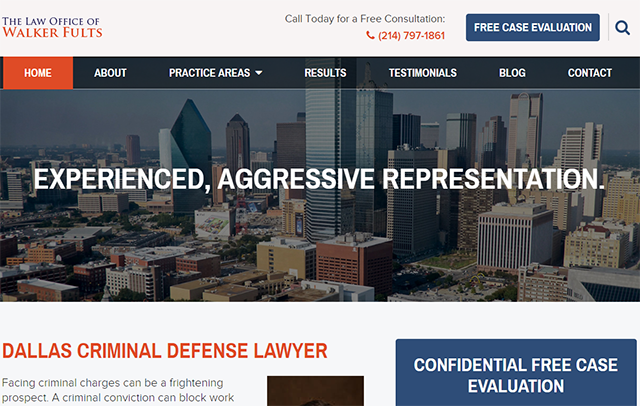 THE LAW OFFICE OF
WALKER FULTS
Call Today for a Free Consultation:
(214) 797-1861
FREE CASE EVALUATION
HOME
ABOUT
PRACTICE AREAS
RESULTS
TESTIMONIALS
BLOG
CONTACT
EXPERIENCED, AGGRESSIVE REPRESENTATION.
DALLAS CRIMINAL DEFENSE LAWYER
Facing criminal charges can be a frightening
prospect. A criminal conviction can block work
CONFIDENTIAL FREE CASE
EVALUATION